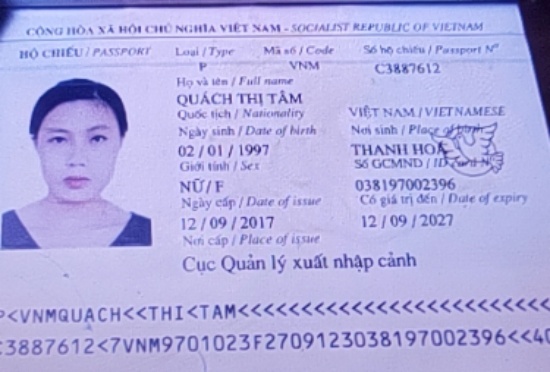 CỘNG HÒA XÃ HỘI CHỦ NGHĨA VIỆT NAM - SOCIALIST REPUBLIC OF VIETNAM
HỘ CHIẾU / PASSPORT Loại / Type Mã số / Code Số hộ chiếu / Passport Nº
P VNM C3887612
Họ và tên / Full name
QUÁCH THỊ TÂM
Quốc tịch / Nationality VIỆT NAM / VIETNAMESE
Ngày sinh / Date of birth Nơi sinh / Place of birth
02 / 01 / 1997 THANH HOÁ
Giới tính / Sex Số GCMND / ID card Nº
NỮ / F 038197002396
Ngày cấp / Date of issue Có giá trị đến / Date of expiry
12 / 09 / 2017 12 / 09 / 2027
Nơi cấp / Place of issue
Cục Quản lý xuất nhập cảnh
P<VNMQUACH<<THI<TAM<<<<<<<<<<<<<<<<<<<<<<<<
C3887612<7VNM9701023F2709123038197002396<<40